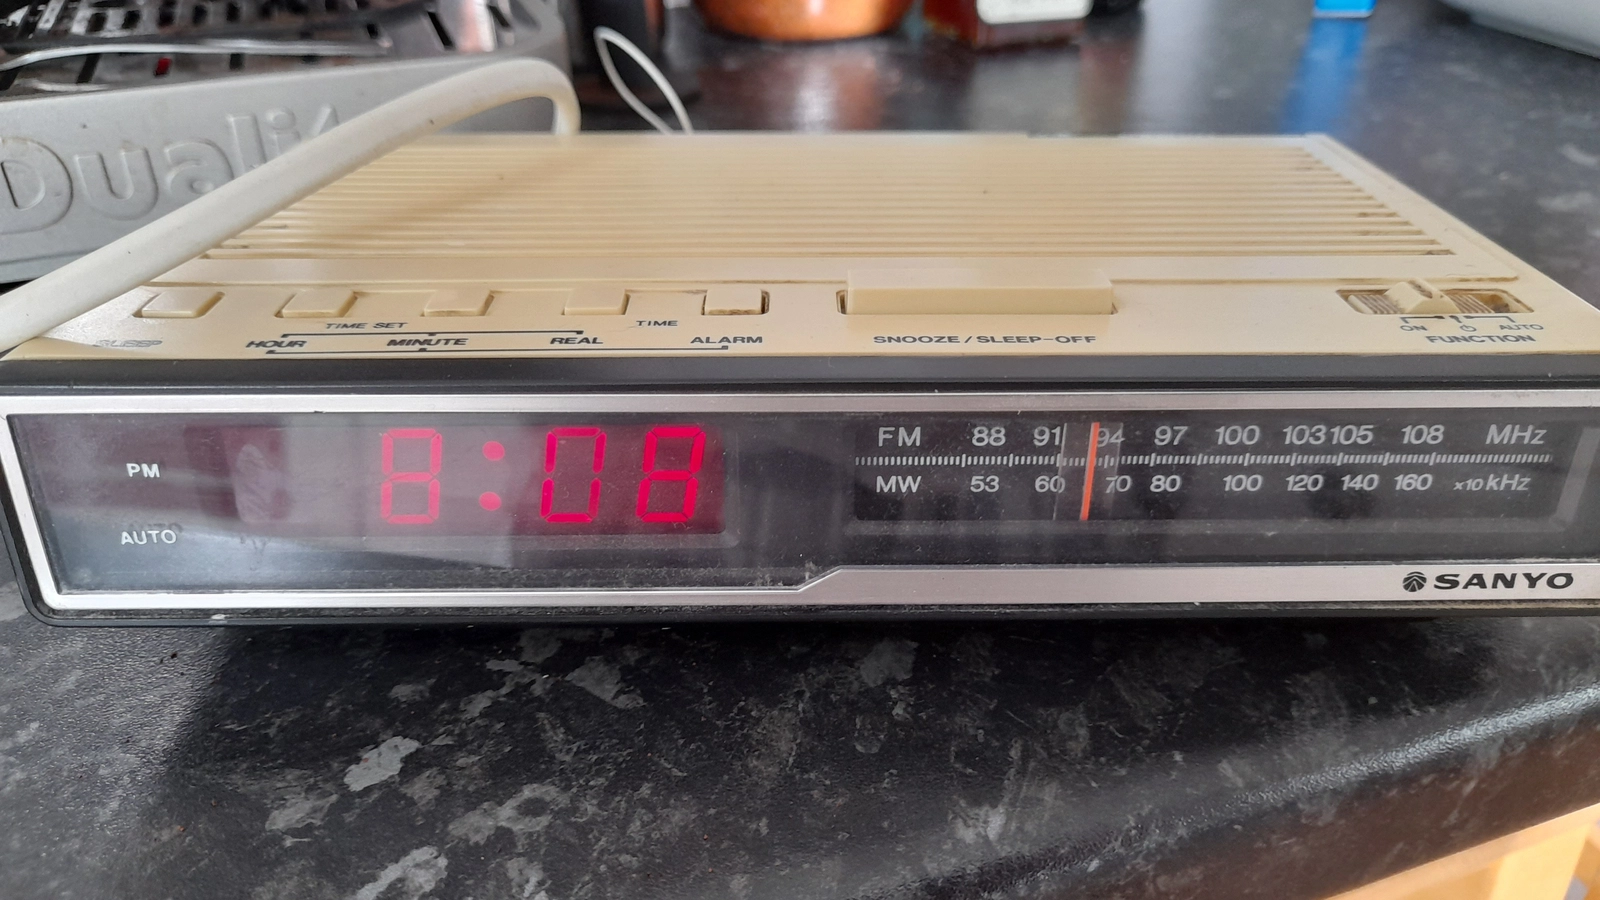 Dualit
TIME SET TIME
SLEEP HOUR MINUTE REAL ALARM SNOOZE/SLEEP-OFF
ON AUTO
FUNCTION
PM
AUTO
8:08
FM 88 91 94 97 100 103 105 108 MHz
MW 53 60 70 80 100 120 140 160 x10 kHz
SANYO